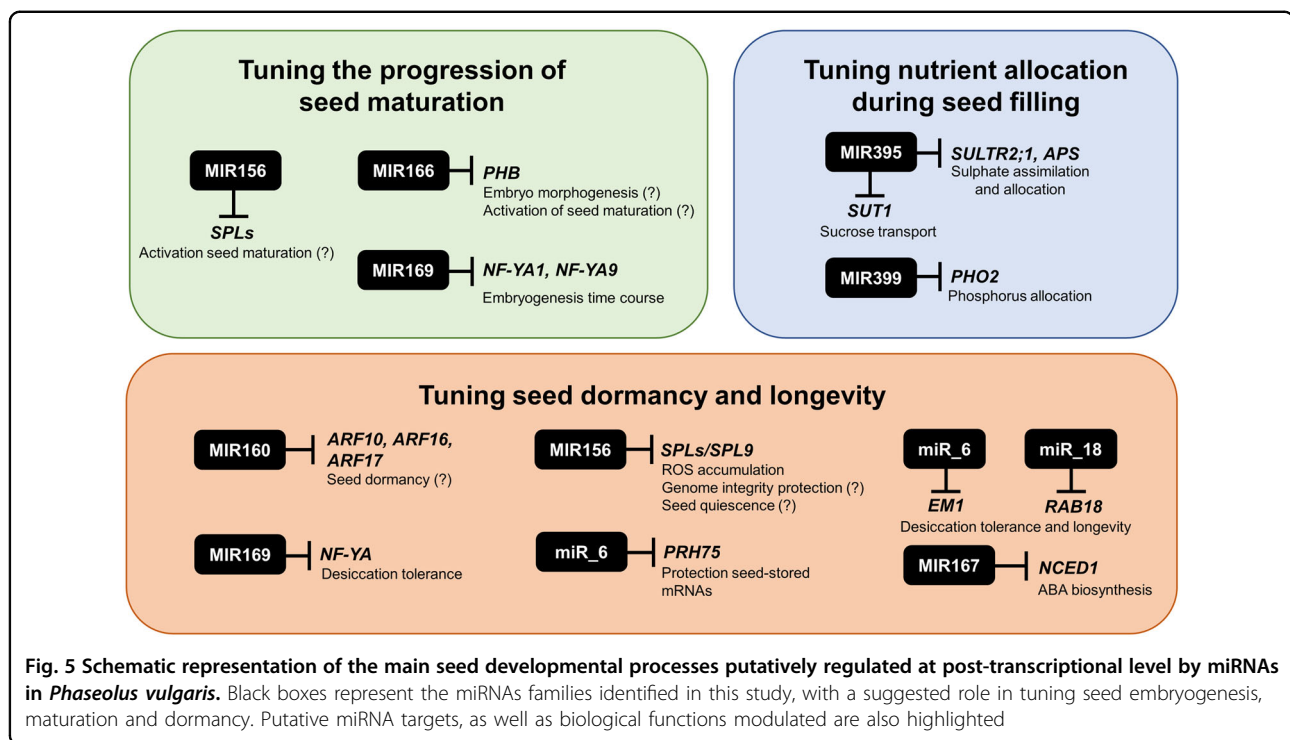 Tuning the progression of
seed maturation
MIR156
SPLs
Activation seed maturation (?)
MIR166
PHB
Embryo morphogenesis (?)
Activation of seed maturation (?)
MIR169
NF-YA1, NF-YA9
Embryogenesis time course
Tuning nutrient allocation
during seed filling
MIR395
SULTR2;1, APS
Sulphate assimilation
and allocation
SUT1
Sucrose transport
MIR399
PHO2
Phosphorus allocation
Tuning seed dormancy and longevity
MIR160
ARF10, ARF16,
ARF17
Seed dormancy (?)
MIR156
SPLs/SPL9
ROS accumulation
Genome integrity protection (?)
Seed quiescence (?)
miR_6
miR_18
EM1
RAB18
Desiccation tolerance and longevity
MIR169
NF-YA
Desiccation tolerance
miR_6
PRH75
Protection seed-stored
mRNAs
MIR167
NCED1
ABA biosynthesis
Fig. 5 Schematic representation of the main seed developmental processes putatively regulated at post-transcriptional level by miRNAs
in Phaseolus vulgaris. Black boxes represent the miRNAs families identified in this study, with a suggested role in tuning seed embryogenesis,
maturation and dormancy. Putative miRNA targets, as well as biological functions modulated are also highlighted